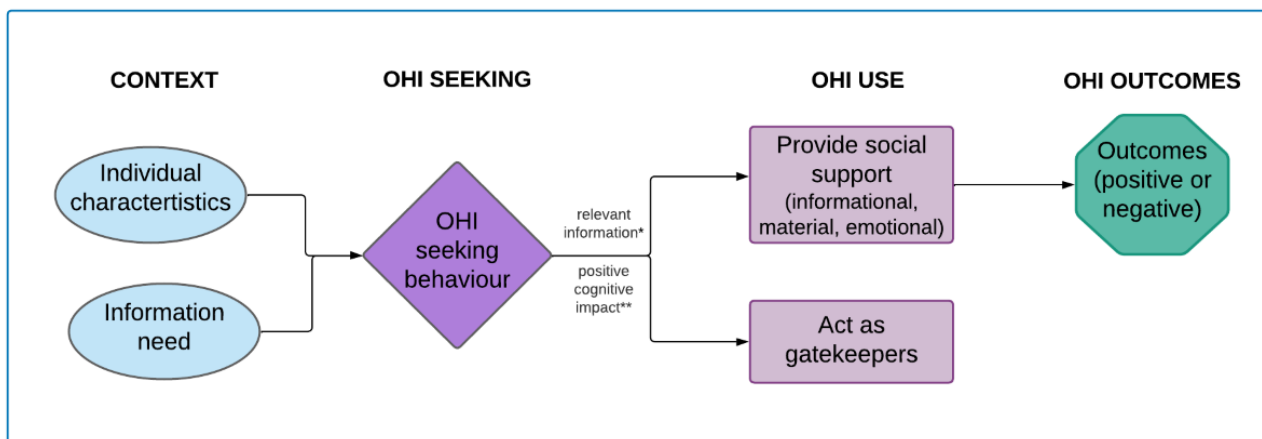 CONTEXT
OHI SEEKING
OHI USE
OHI OUTCOMES
Individual
charactertistics
Information
need
OHI
seeking
behaviour
relevant
information*
positive
cognitive
impact**
Provide social
support
(informational,
material, emotional)
Act as
gatekeepers
Outcomes
(positive or
negative)